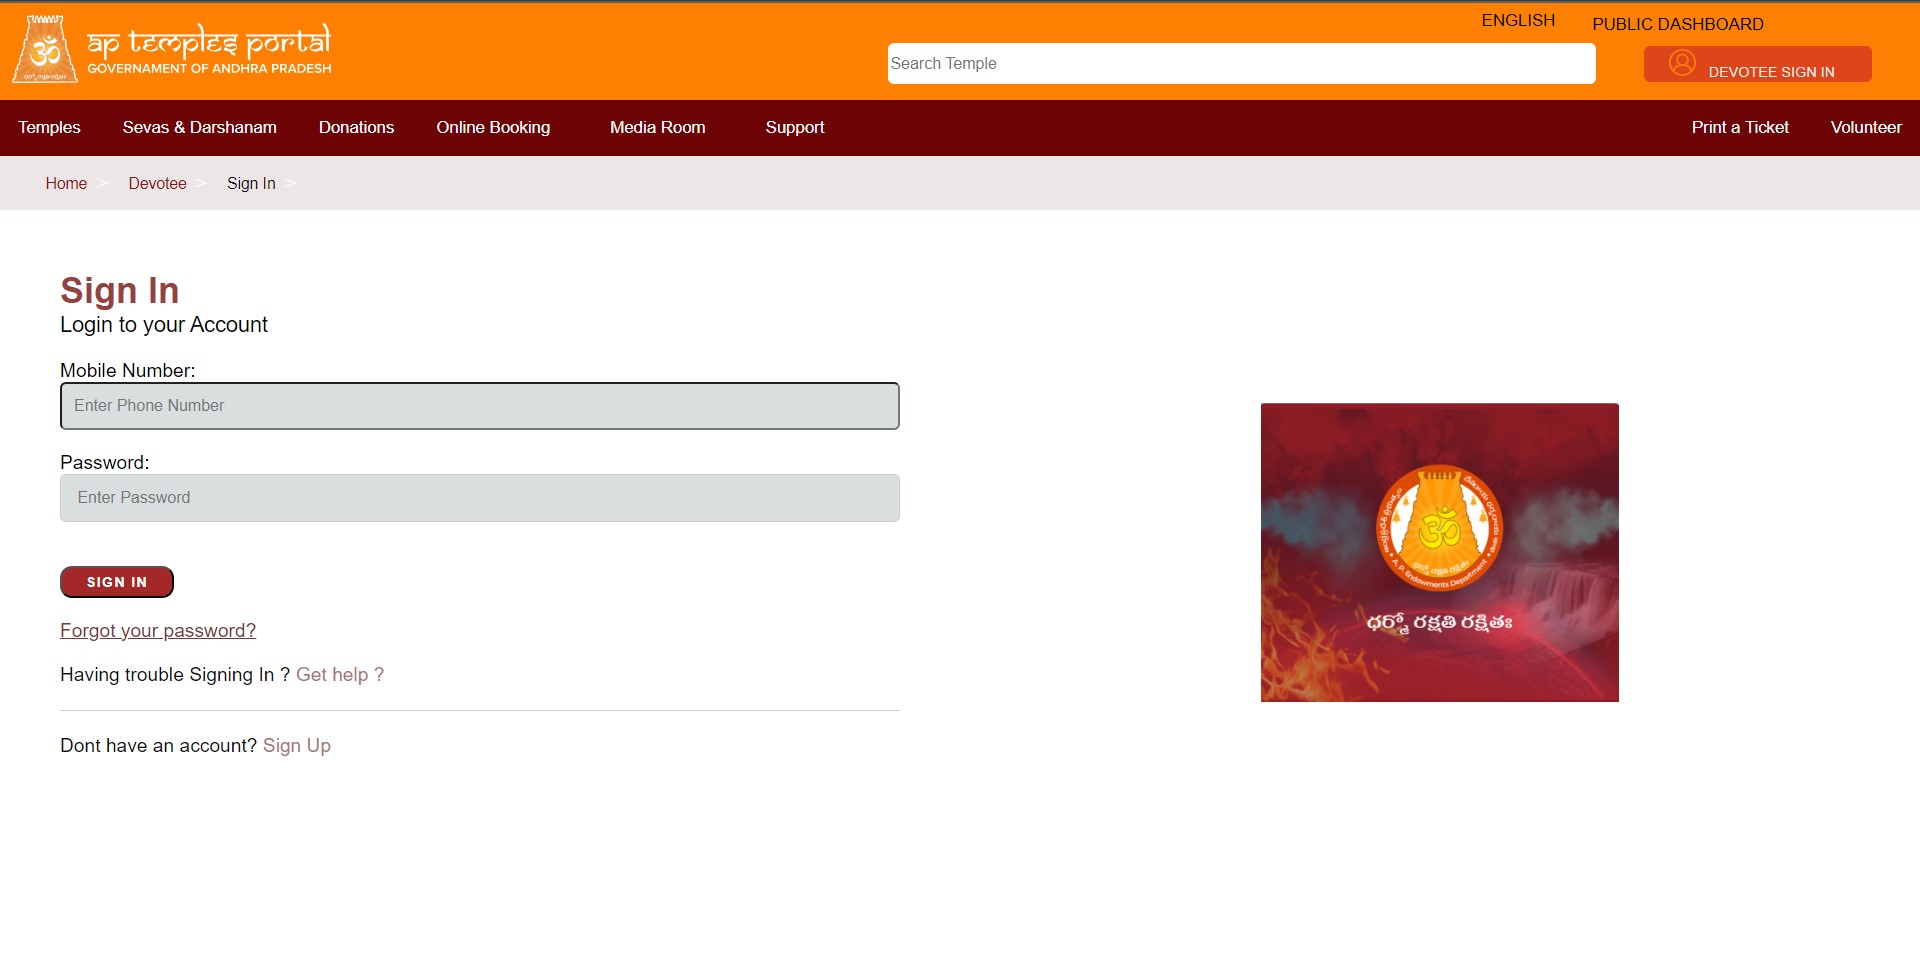 ap temples portal
GOVERNAMENT OF ANDHRA PRADESH
ENGLISH
PUBLIC DASHBOARD
Search Temple
DEVOTEE SIGN IN
Temples
Sevas & Darshanam
Donations
Online Booking
Media Room
Support
Print a Ticket
Volunteer
Home >
Devotee >
Sign In >
Sign In
Login to your Account
Mobile Number:
Enter Phone Number
Password:
Enter Password
SIGN IN
Forgot your password?
Having trouble Signing In ? Get help ?
Dont have an account? Sign Up
ॐ
A. P. Endowments Department
ధర్మో రక్షతి రక్షితః